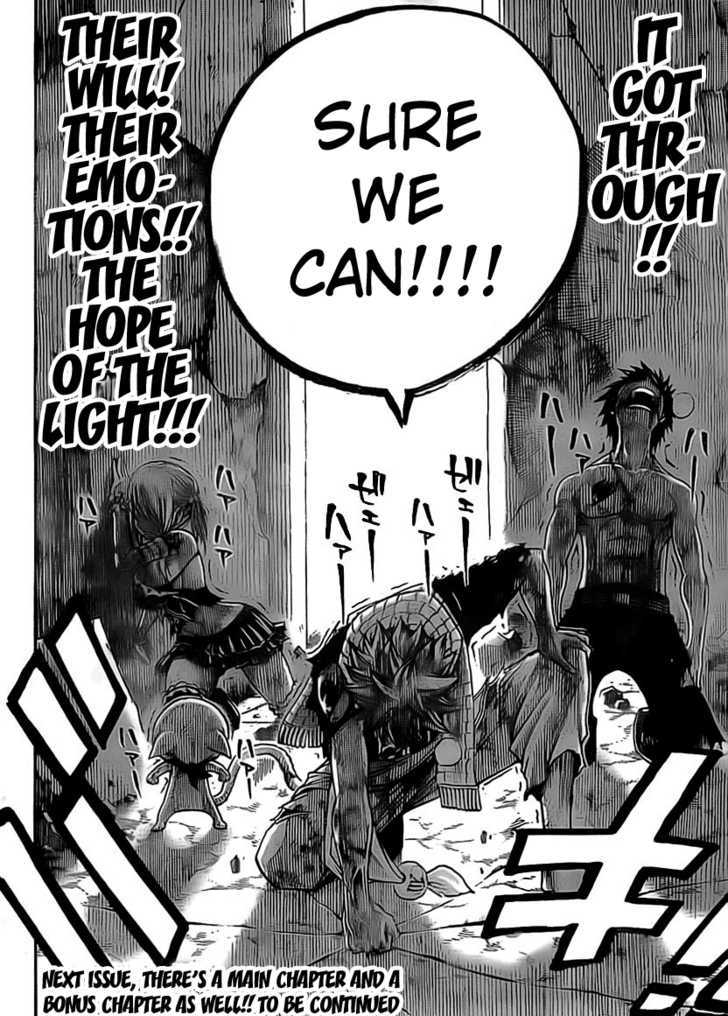 IT
GOT
THR-
OUGH
!!
SURE
WE
CAN!!!!
THEIR
WILL!
THEIR
EMO-
TIONS!!
THE
HOPE
OF THE
LIGHT!!!
ハァ
ハァ
ゼェ
ゼェ
ハァ
ハァ
ハァ
ハァ
NEXT ISSUE, THERE'S A MAIN CHAPTER AND A
BONUS CHAPTER AS WELL!! TO BE CONTINUED